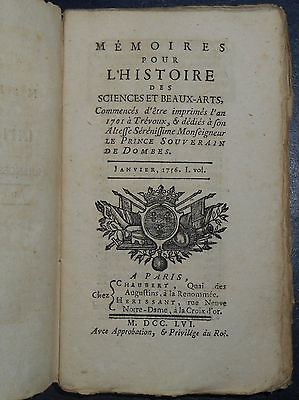 MÉMOIRES
POUR
L'HISTOIRE
DES
SCIENCES ET BEAUX-ARTS,
Commencés d'être imprimés l'an
1701 à Trévoux, & dédiés à son
Altesse Sérénissime Monseigneur
LE PRINCE SOUVERAIN
DE DOMBES.
JANVIER, 1756. I. vol.
A PARIS,
Chez
CHAUBERT, Quai des
Augustins, à la Renommée.
HERISSANT, rue Neuve
Notre-Dame, à la Croix d'or.
M. DCC. LVI.
Avec Approbation, & Privilége du Roi.